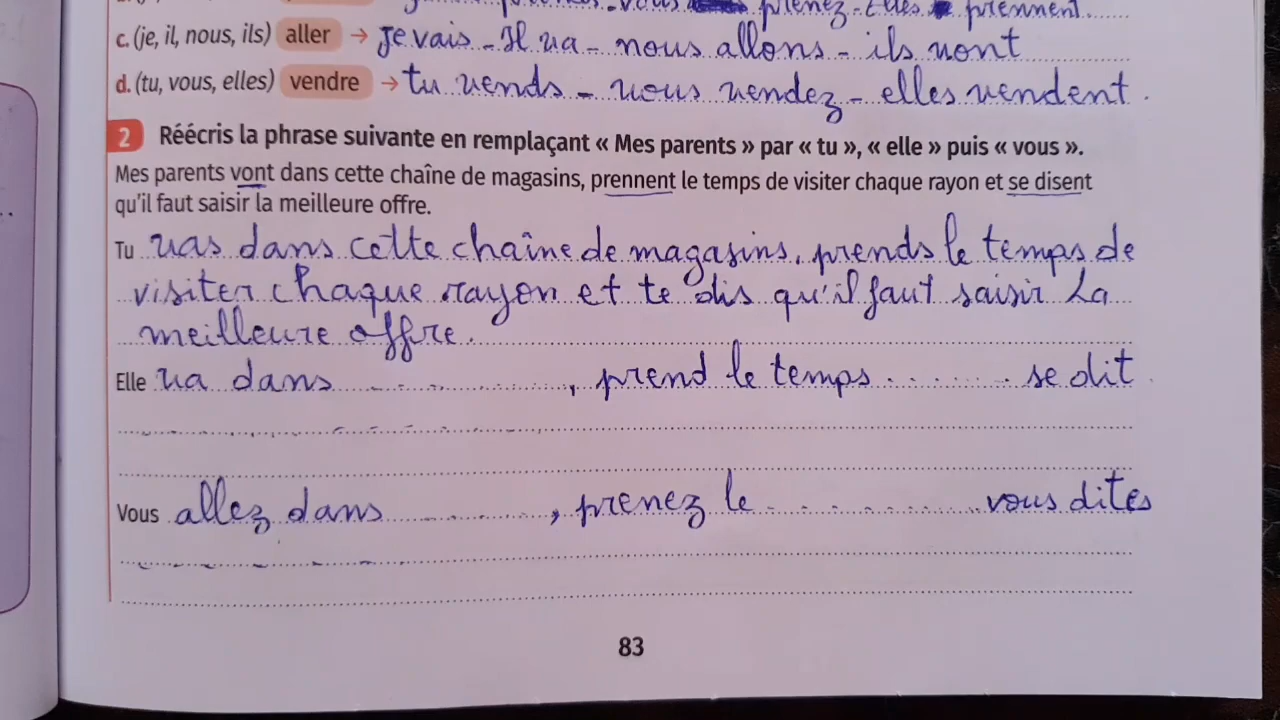 prenez - elles prennent.
c. (je, il, nous, ils) aller → je vais - Il va - nous allons - ils vont
d. (tu, vous, elles) vendre → tu vends - vous vendez - elles vendent.
2 Réécris la phrase suivante en remplaçant « Mes parents » par « tu », « elle » puis « vous ».
Mes parents vont dans cette chaîne de magasins, prennent le temps de visiter chaque rayon et se disent
qu'il faut saisir la meilleure offre.
Tu vas dans cette chaîne de magasins, prends le temps de
visiter chaque rayon et te dis qu'il faut saisir la
meilleure offre.
Elle va dans ........, prend le temps ........ se dit
Vous allez dans ........, prenez le ........ vous dites
83